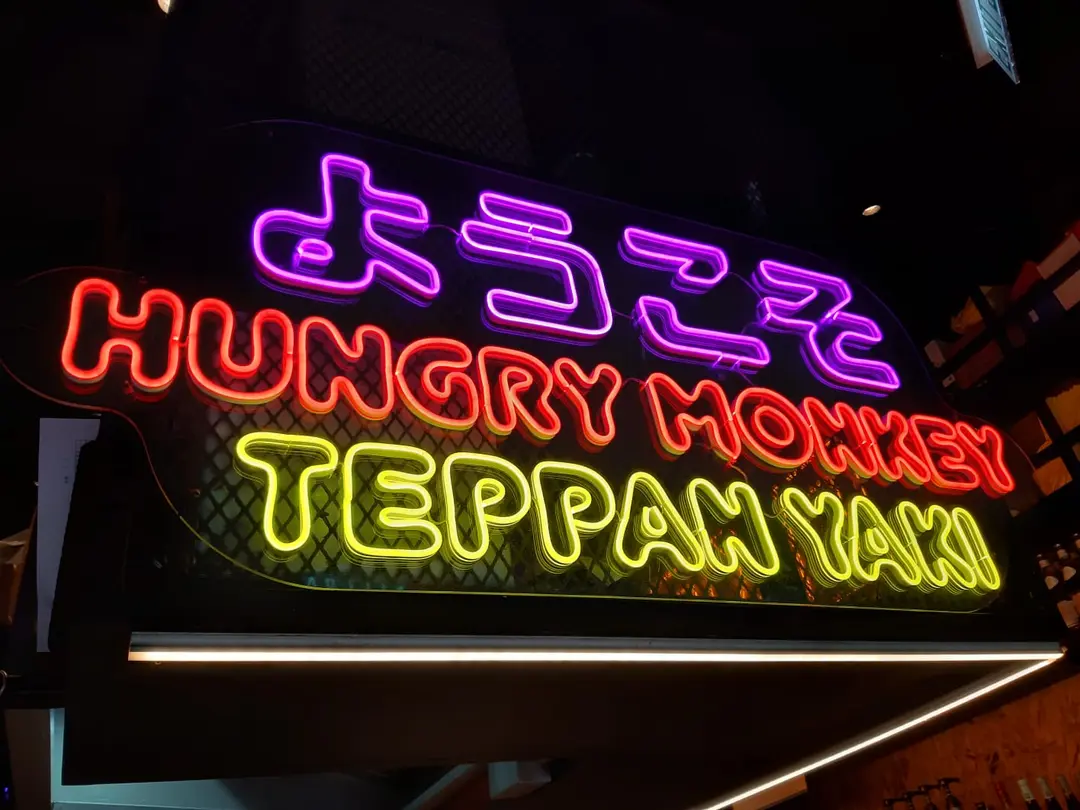 ようこそ
HUNGRY MONKEY
TEPPAN YAKI